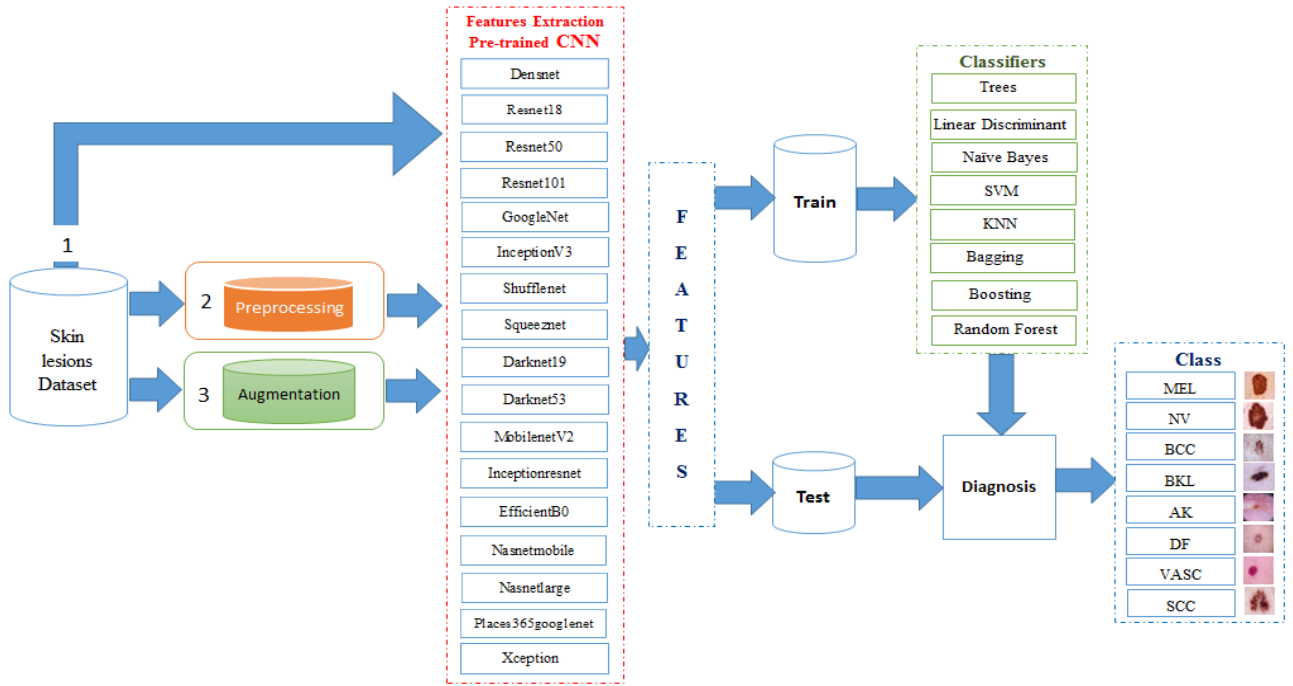 1
Skin
lesions
Dataset
2
Preprocessing
3
Augmentation
Features Extraction
Pre-trained CNN
Densnet
Resnet18
Resnet50
Resnet101
GoogleNet
InceptionV3
Shufflenet
Squeeznet
Darknet19
Darknet53
MobilenetV2
Inceptionresnet
EfficientB0
Nasnetmobile
Nasnetlarge
Places365googlenet
Xception
F
E
A
T
U
R
E
S
Train
Test
Classifiers
Trees
Linear Discriminant
Naïve Bayes
SVM
KNN
Bagging
Boosting
Random Forest
Diagnosis
Class
MEL
NV
BCC
BKL
AK
DF
VASC
SCC